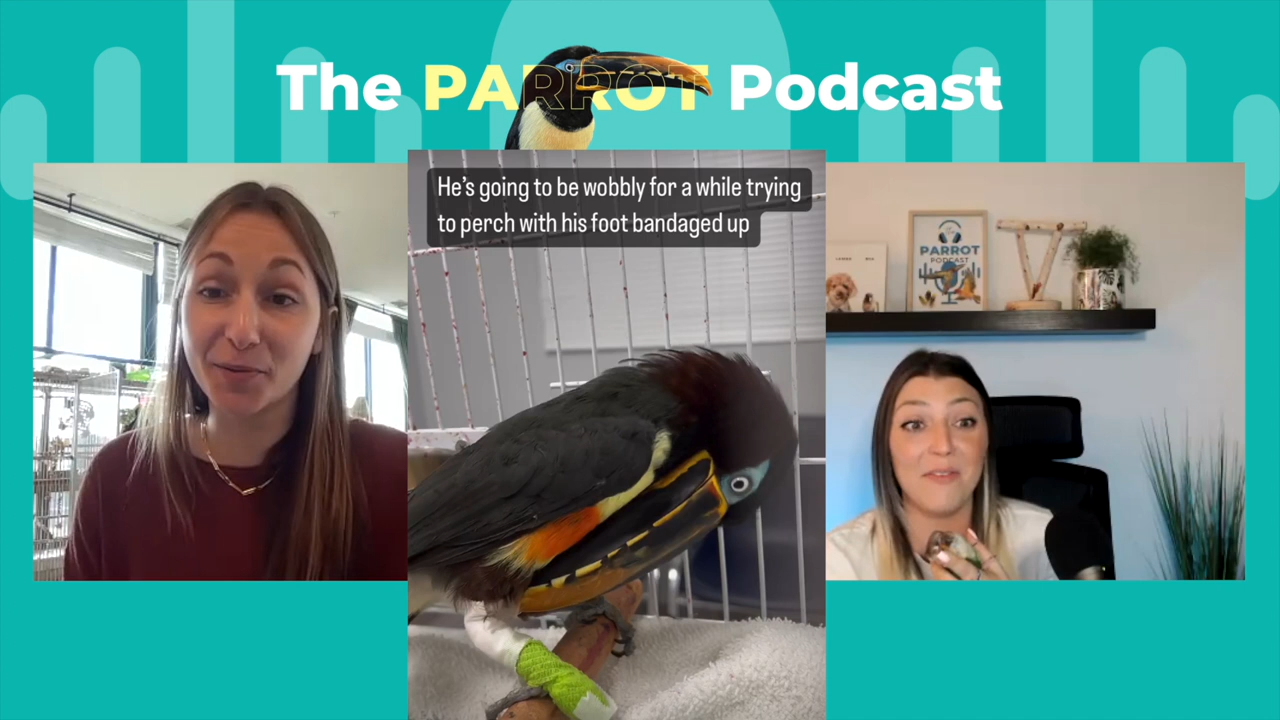 The PARROT Podcast
He's going to be wobbly for a while trying
to perch with his foot bandaged up
PARROT
PODCAST